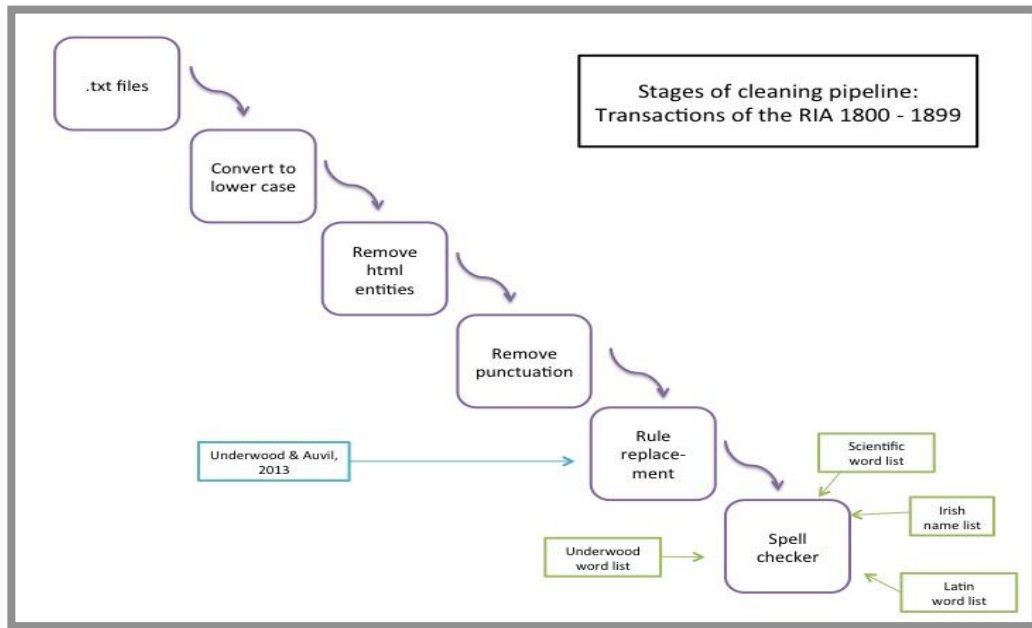 Stages of cleaning pipeline:
Transactions of the RIA 1800 - 1899
.txt files
Convert to
lower case
Remove
html
entities
Remove
punctuation
Rule
replace-
ment
Underwood & Auvil,
2013
Spell
checker
Scientific
word list
Irish
name list
Underwood
word list
Latin
word list